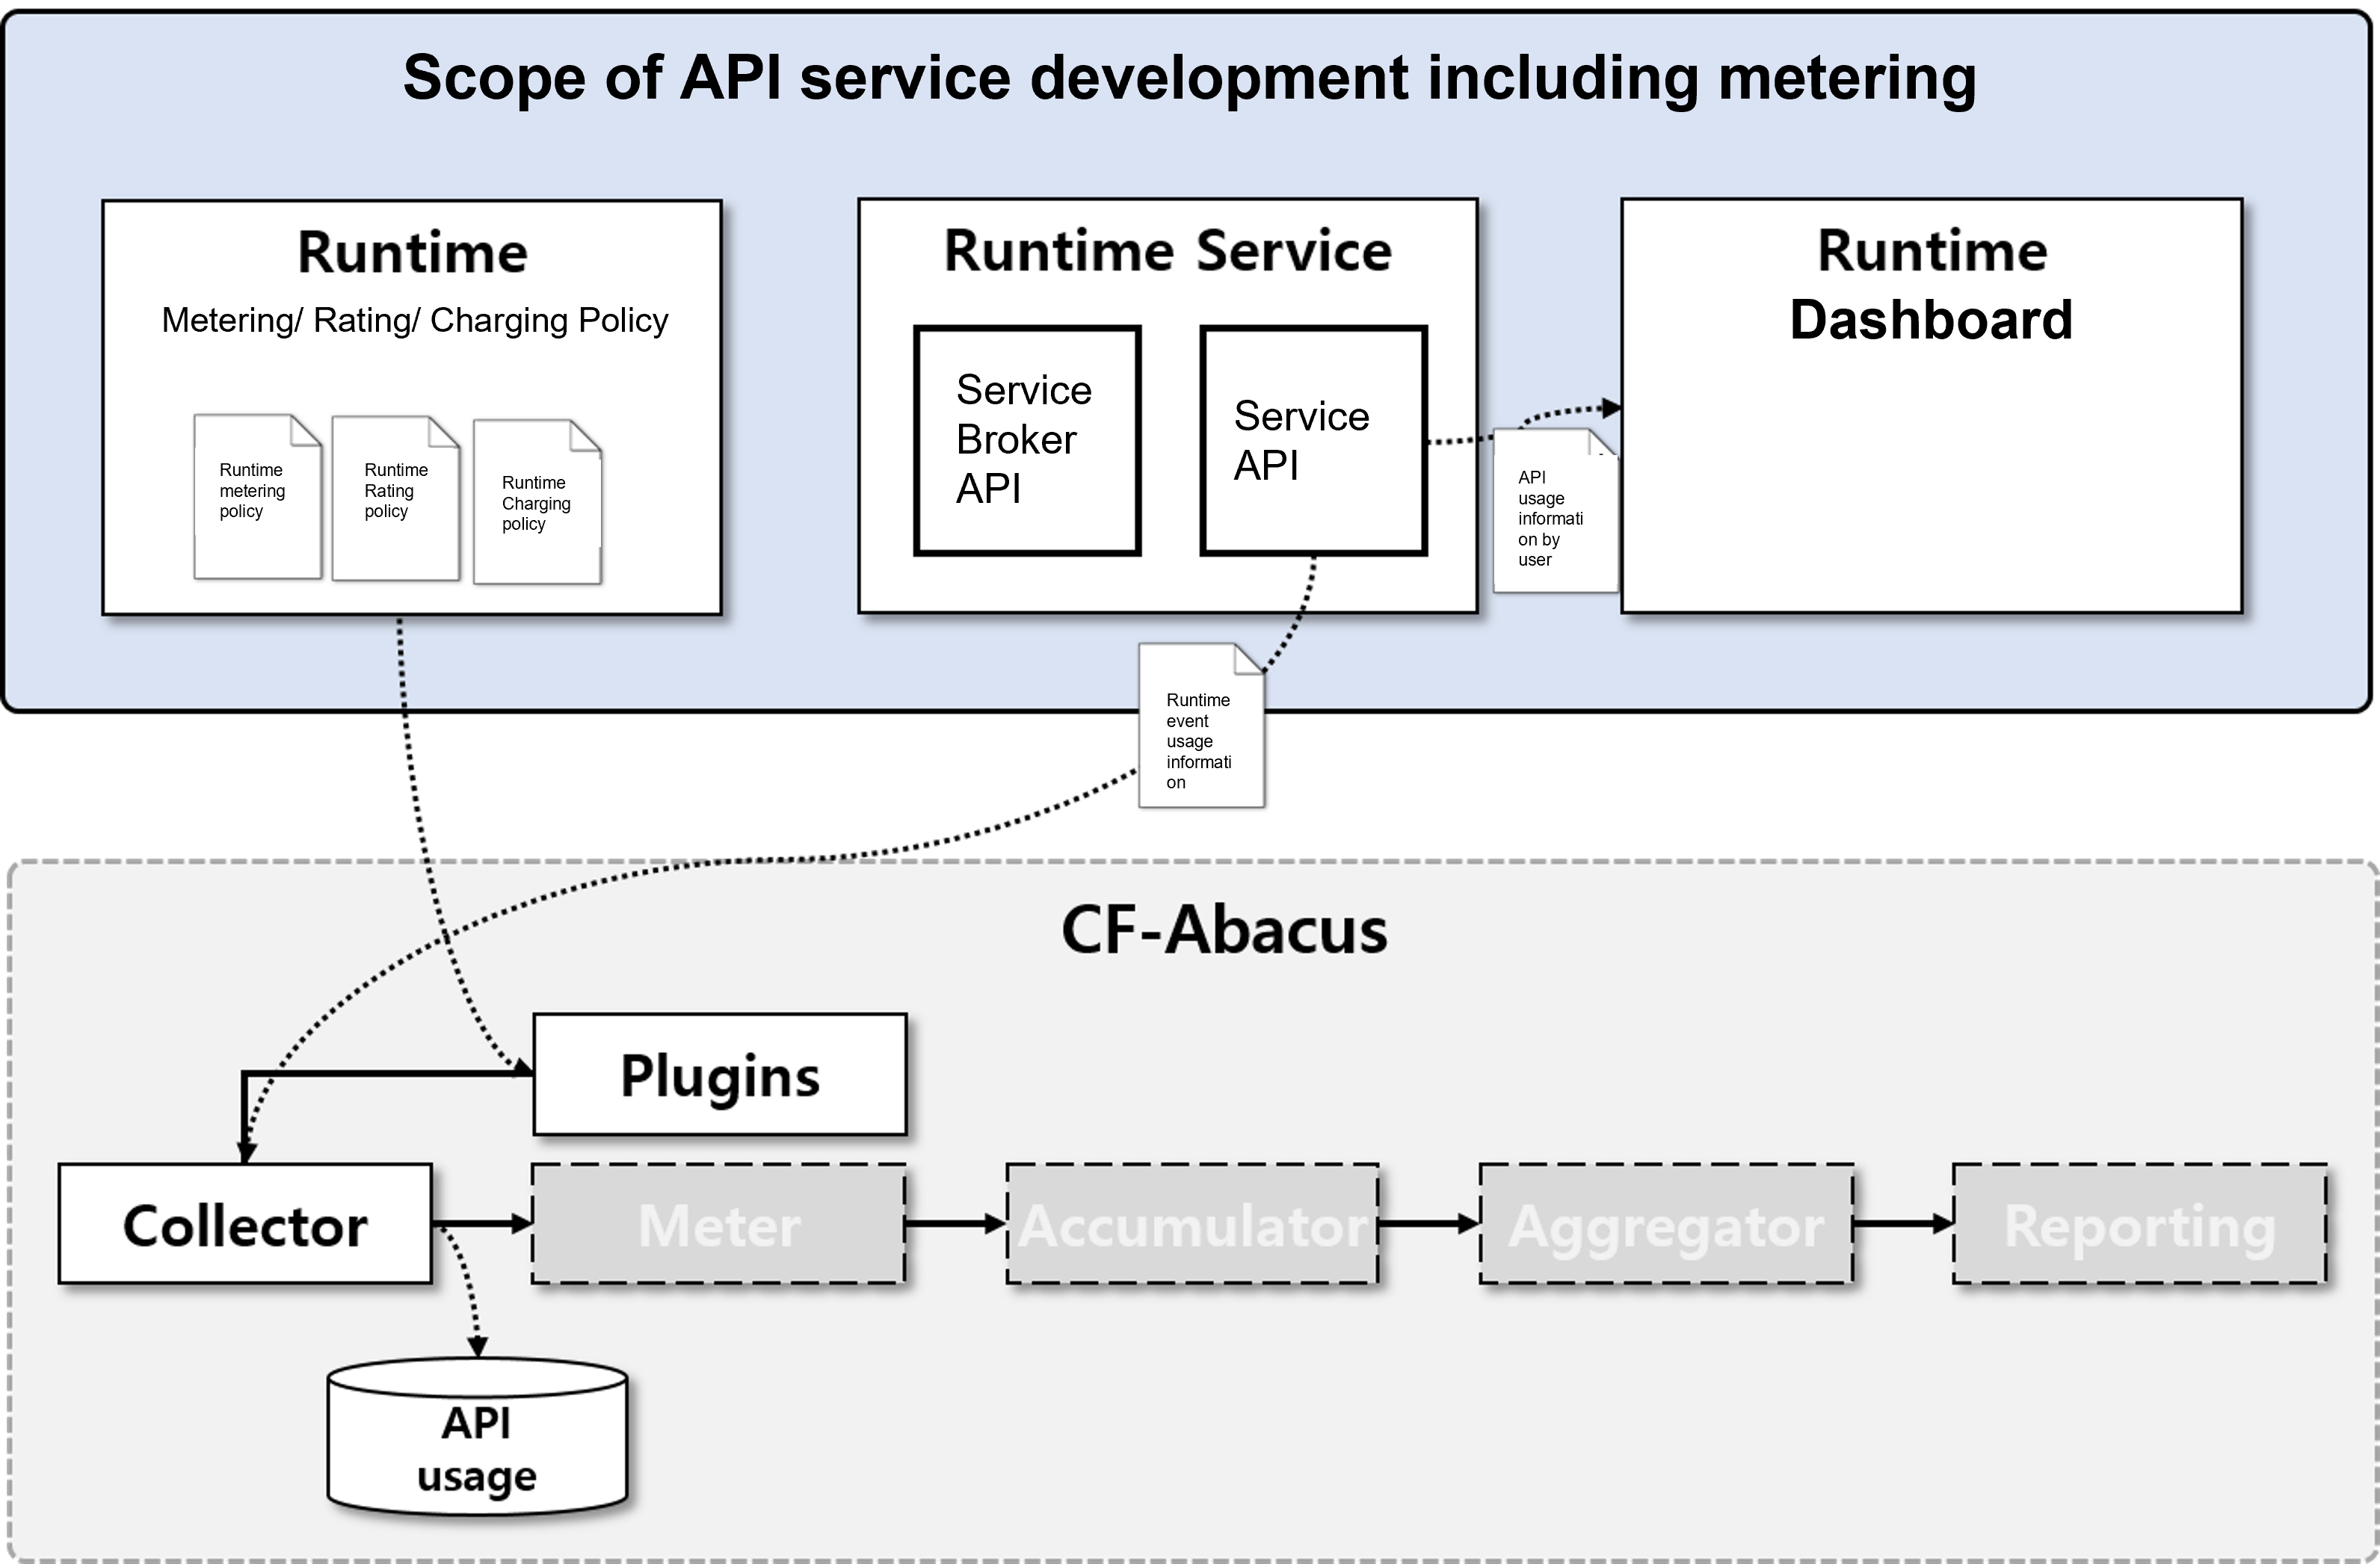 Scope of API service development including metering
Runtime
Metering/ Rating/ Charging Policy
Runtime
metering
policy
Runtime
Rating
policy
Runtime
Charging
policy
Runtime Service
Service
Broker
API
Service
API
API
usage
informati
on by
user
Runtime
Dashboard
Runtime
event
usage
informati
on
CF-Abacus
Plugins
Collector
Meter
Accumulator
Aggregator
Reporting
API
usage